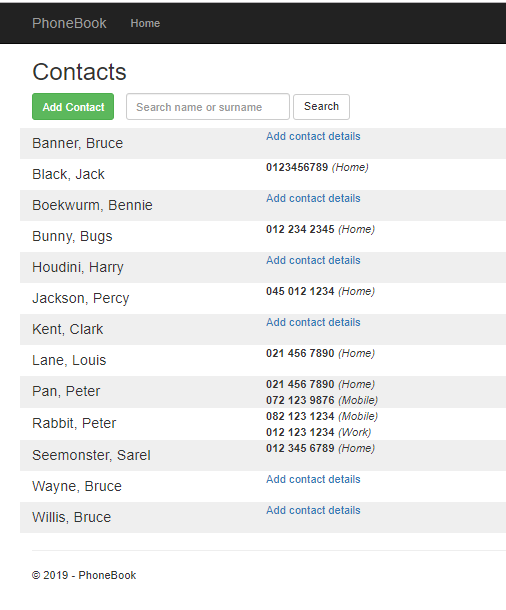 PhoneBook Home
Contacts
Add Contact Search name or surname Search
Banner, Bruce Add contact details
Black, Jack 0123456789 (Home)
Boekwurm, Bennie Add contact details
Bunny, Bugs 012 234 2345 (Home)
Houdini, Harry Add contact details
Jackson, Percy 045 012 1234 (Home)
Kent, Clark Add contact details
Lane, Louis 021 456 7890 (Home)
Pan, Peter 021 456 7890 (Home)
072 123 9876 (Mobile)
Rabbit, Peter 082 123 1234 (Mobile)
012 123 1234 (Work)
Seemonster, Sarel 012 345 6789 (Home)
Wayne, Bruce Add contact details
Willis, Bruce Add contact details
© 2019 - PhoneBook